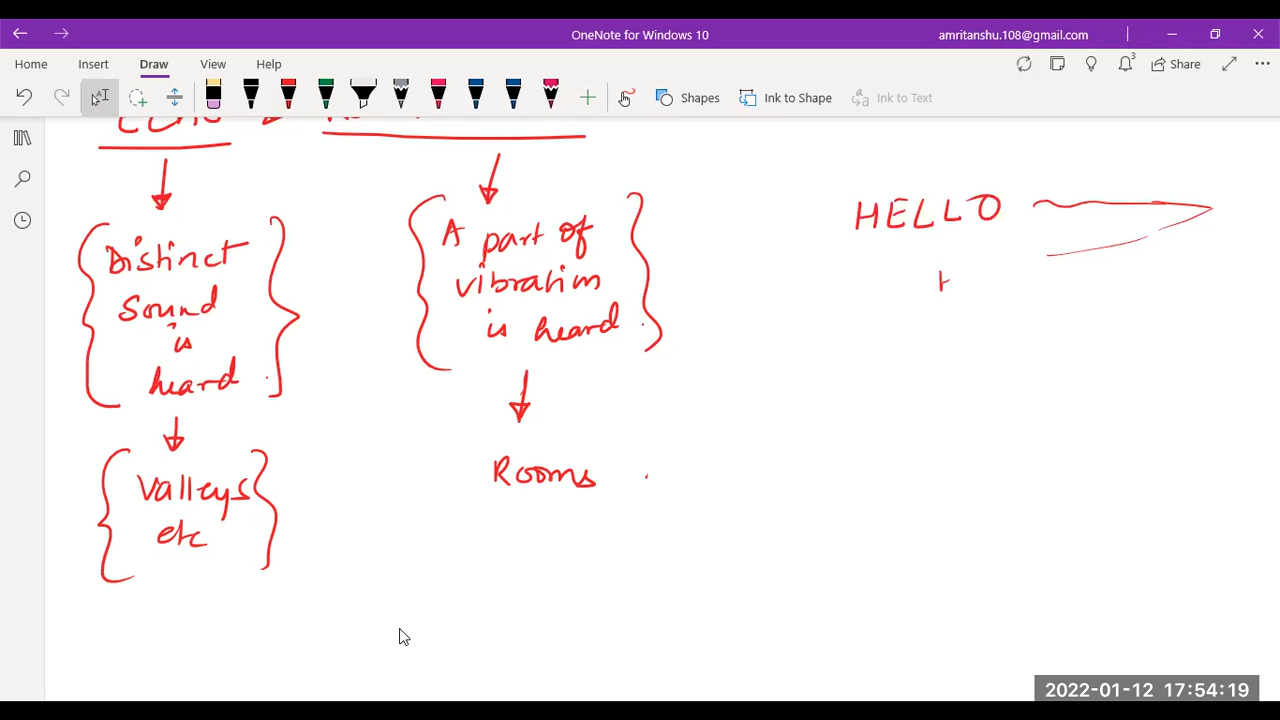 OneNote for Windows 10
amritanshu.108@gmail.com
Home Insert Draw View Help
3
Share
Shapes
Ink to Shape
Ink to Text
Echo
Distinct
Sound
is
heard.
Valleys
etc
A part of
vibration
is heard.
Rooms.
HELLO
2022-01-12 17:54:19